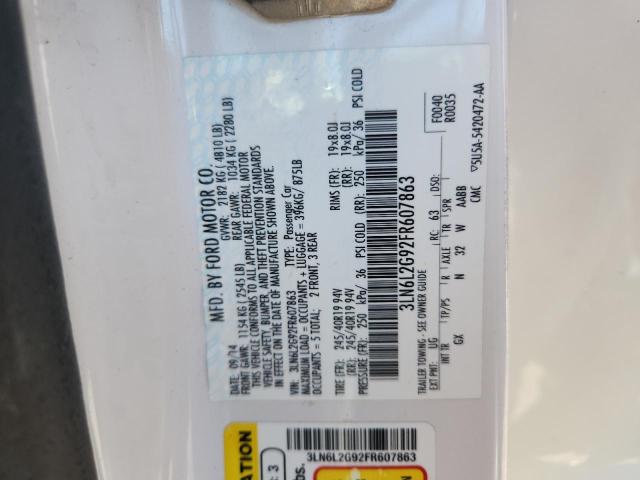 MFD. BY FORD MOTOR CO.
DATE: 09/14 GVWR: 2182 KG ( 4810 LB)
FRONT GAWR: 1154 KG ( 2545 LB) REAR GAWR: 1034 KG ( 2280 LB)
THIS VEHICLE CONFORMS TO ALL APPLICABLE FEDERAL MOTOR
VEHICLE SAFETY, BUMPER, AND THEFT PREVENTION STANDARDS
IN EFFECT ON THE DATE OF MANUFACTURE SHOWN ABOVE.
VIN: 3LN6L2G92FR607863 TYPE: Passenger Car
MAXIMUM LOAD = OCCUPANTS + LUGGAGE = 396KG/ 875LB
OCCUPANTS = 5 TOTAL; 2 FRONT, 3 REAR
TIRE (FR): 245/40R19 94V RIMS (FR): 19x8.0J
TIRE (RR): 245/40R19 94V (RR): 19x8.0J
PRESSURE (FR): 250 kPa/ 36 PSI COLD (RR): 250 kPa/ 36 PSI COLD
3LN6L2G92FR607863
TRAILER TOWING - SEE OWNER GUIDE F0040
EXT PNT: UG RC: 63 DSO: R0035
INT TR TP/PS R AXLE TR SPR
GX N 32 W AABB
CMC ▽5U5A-5420472-AA
3LN6L2G92FR607863
ATION
: 3
bs.